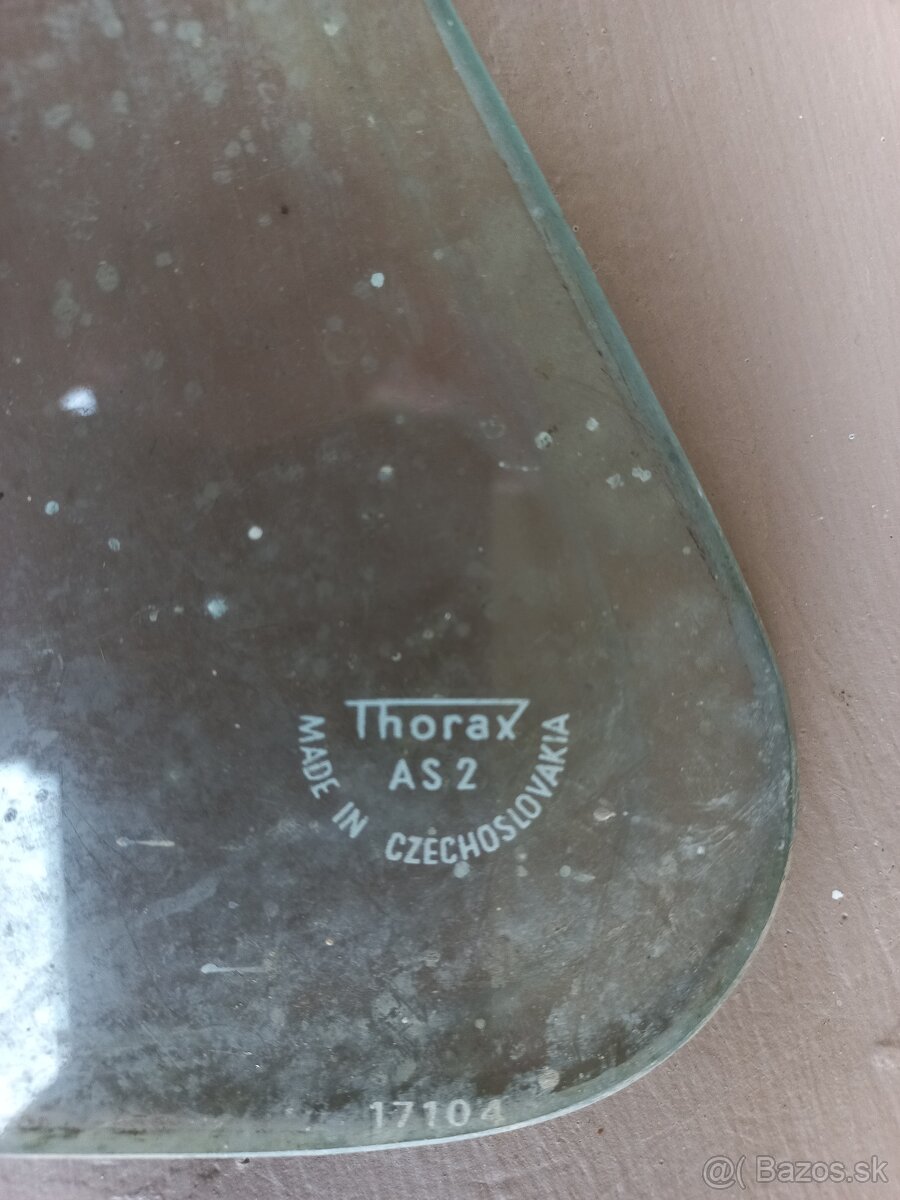 Thorax
AS 2
MADE IN CZECHOSLOVAKIA
17104
@( Bazos.sk